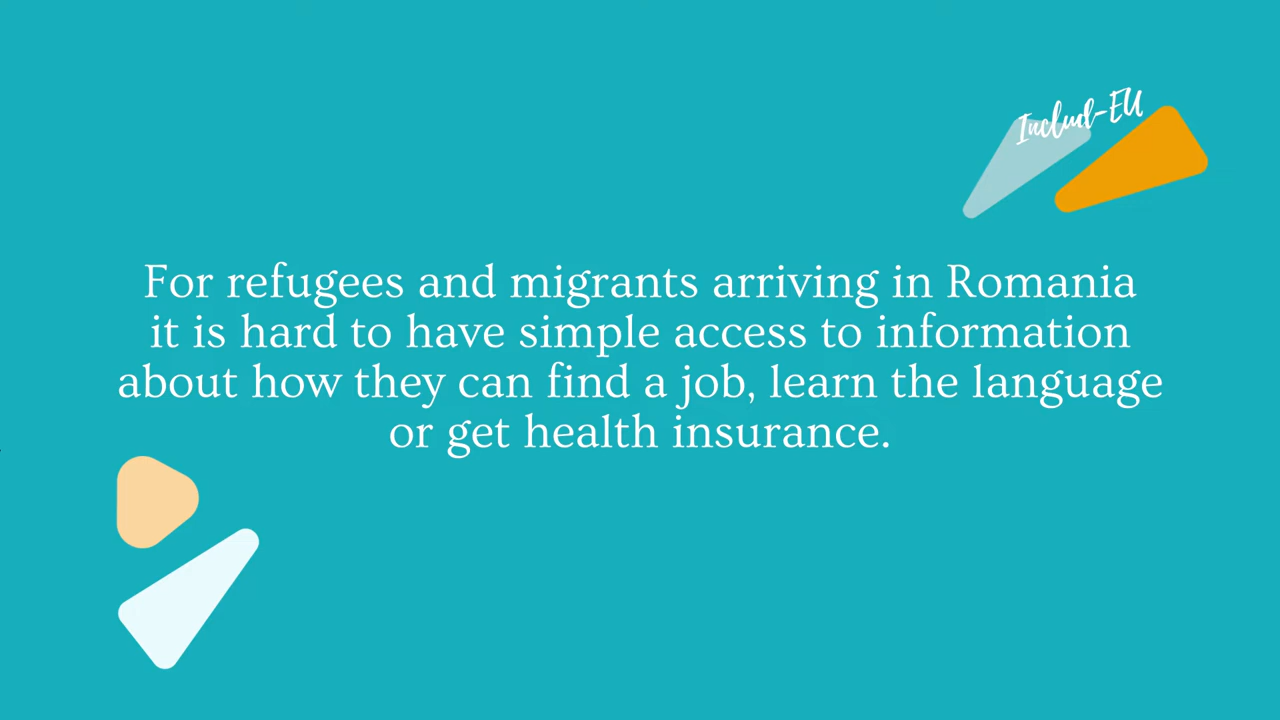 Includ-EU
For refugees and migrants arriving in Romania
it is hard to have simple access to information
about how they can find a job, learn the language
or get health insurance.